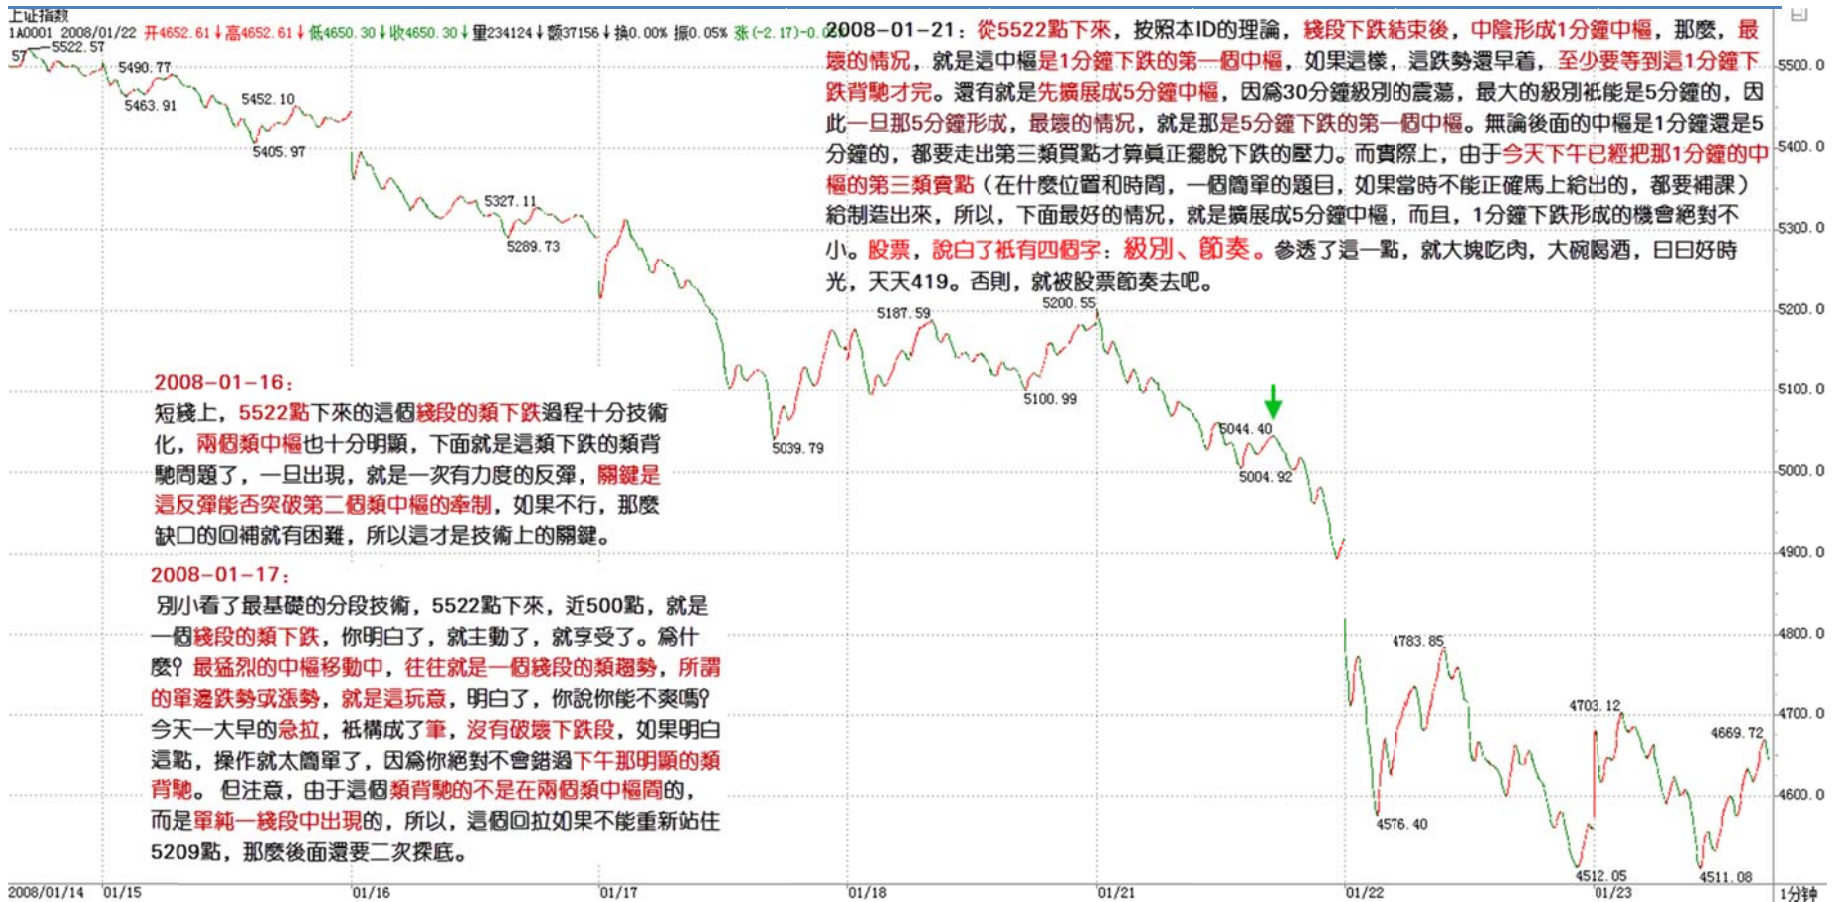 上证指数
1A0001 2008/01/22 开4652.61↓高4652.61↓低4650.30↓收4650.30↓量234124↓额37156↓换0.00% 振0.05% 涨(-2.17)-0.0
2008-01-21：從5522點下來，按照本ID的理論，綫段下跌結束後，中陰形成1分鐘中樞，那麼，最
壞的情况，就是這中樞是1分鐘下跌的第一個中樞，如果這樣，這跌勢還早着，至少要等到這1分鐘下
跌背馳才完。還有就是先擴展成5分鐘中樞，因爲30分鐘級別的震蕩，最大的級別衹能是5分鐘的，因
此一旦那5分鐘形成，最壞的情况，就是那是5分鐘下跌的第一個中樞。無論後面的中樞是1分鐘還是5
分鐘的，都要走出第三類買點才算眞正擺脫下跌的壓力。而實際上，由于今天下午已經把那1分鐘的中
樞的第三類賣點（在什麼位置和時間，一個簡單的題目，如果當時不能正確馬上給出的，都要補課）
給制造出來，所以，下面最好的情况，就是擴展成5分鐘中樞，而且，1分鐘下跌形成的機會絕對不
小。股票，說白了衹有四個字：級別、節奏。參透了這一點，就大塊吃肉，大碗喝酒，日日好時
光，天天419。否則，就被股票節奏去吧。
57
5522.57
5490.77
5463.91
5452.10
5405.97
5327.11
5289.73
5187.59
5200.55
5100.99
5039.79
5044.40
5004.92
4783.85
4703.12
4669.72
4576.40
4512.05
4511.08
5500.0
5400.0
5300.0
5200.0
5100.0
5000.0
4900.0
4800.0
4700.0
4600.0
2008-01-16：
短綫上，5522點下來的這個綫段的類下跌過程十分技術
化，兩個類中樞也十分明顯，下面就是這類下跌的類背
馳問題了，一旦出現，就是一次有力度的反彈，關鍵是
這反彈能否突破第二個類中樞的牽制，如果不行，那麼
缺口的回補就有困難，所以這才是技術上的關鍵。
2008-01-17：
別小看了最基礎的分段技術，5522點下來，近500點，就是
一個綫段的類下跌，你明白了，就主動了，就享受了。爲什
麼？最猛烈的中樞移動中，往往就是一個綫段的類趨勢，所謂
的單邊跌勢或漲勢，就是這玩意，明白了，你說你能不爽嗎？
今天一大早的急拉，衹構成了筆，沒有破壞下跌段，如果明白
這點，操作就太簡單了，因爲你絕對不會錯過下午那明顯的類
背馳。但注意，由于這個類背馳的不是在兩個類中樞間的，
而是單純一綫段中出現的，所以，這個回拉如果不能重新站住
5209點，那麼後面還要二次探底。
2008/01/14 01/15 01/16 01/17 01/18 01/21 01/22 01/23 1分钟